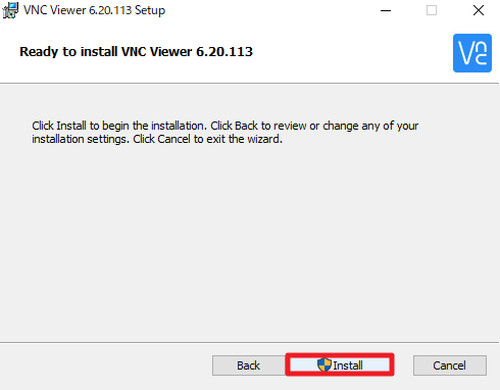 VNC Viewer 6.20.113 Setup
Ready to install VNC Viewer 6.20.113
VNC
Click Install to begin the installation. Click Back to review or change any of your
installation settings. Click Cancel to exit the wizard.
Back
Install
Cancel